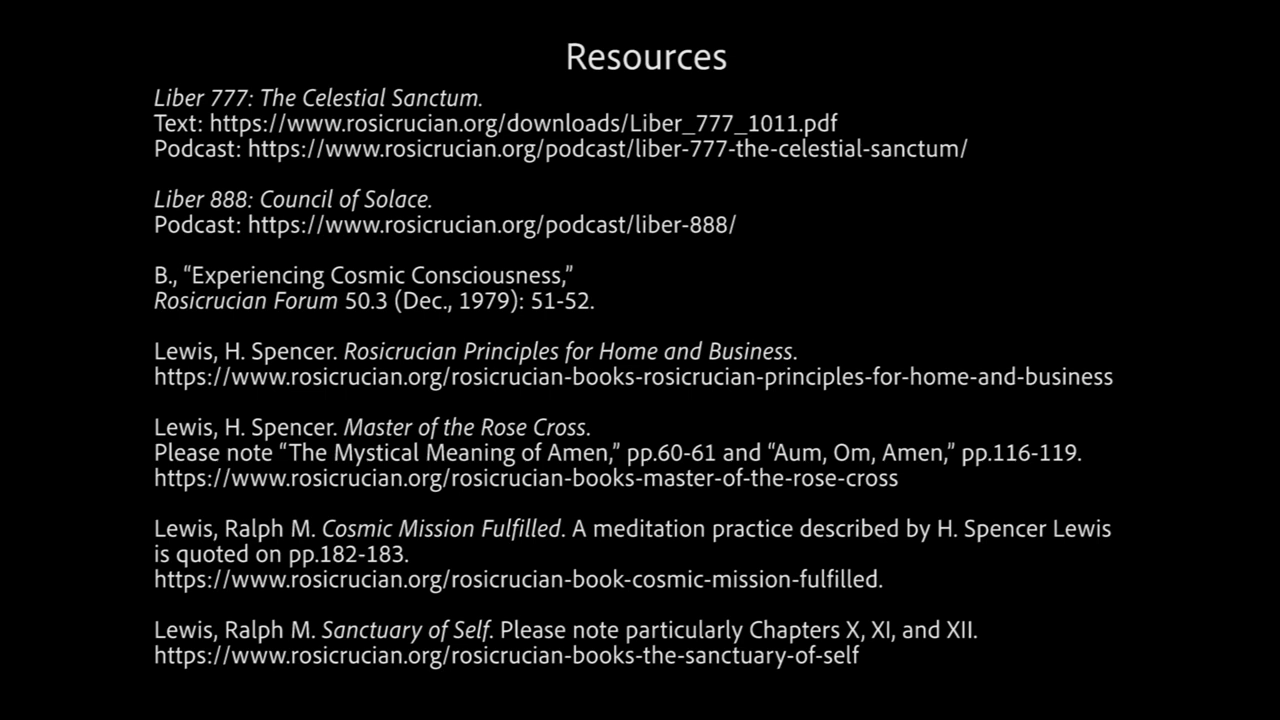 Resources
Liber 777: The Celestial Sanctum.
Text: https://www.rosicrucian.org/downloads/Liber_777_1011.pdf
Podcast: https://www.rosicrucian.org/podcast/liber-777-the-celestial-sanctum/
Liber 888: Council of Solace.
Podcast: https://www.rosicrucian.org/podcast/liber-888/
B., “Experiencing Cosmic Consciousness,”
Rosicrucian Forum 50.3 (Dec., 1979): 51-52.
Lewis, H. Spencer. Rosicrucian Principles for Home and Business.
https://www.rosicrucian.org/rosicrucian-books-rosicrucian-principles-for-home-and-business
Lewis, H. Spencer. Master of the Rose Cross.
Please note “The Mystical Meaning of Amen,” pp.60-61 and “Aum, Om, Amen,” pp.116-119.
https://www.rosicrucian.org/rosicrucian-books-master-of-the-rose-cross
Lewis, Ralph M. Cosmic Mission Fulfilled. A meditation practice described by H. Spencer Lewis
is quoted on pp.182-183.
https://www.rosicrucian.org/rosicrucian-book-cosmic-mission-fulfilled.
Lewis, Ralph M. Sanctuary of Self. Please note particularly Chapters X, XI, and XII.
https://www.rosicrucian.org/rosicrucian-books-the-sanctuary-of-self